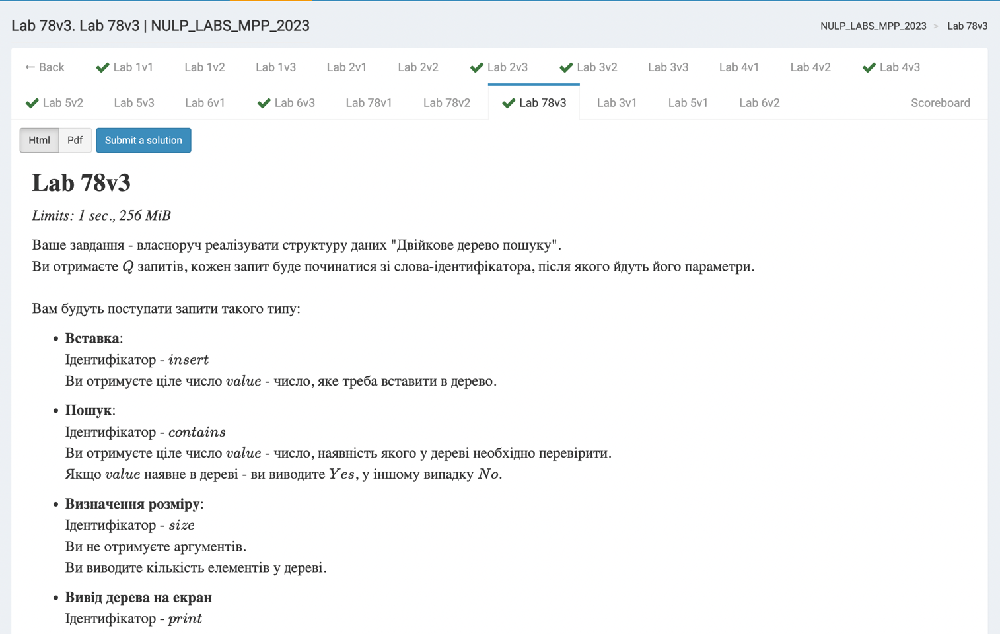 Lab 78v3. Lab 78v3 | NULP_LABS_MPP_2023
NULP_LABS_MPP_2023 > Lab 78v3
← Back Lab 1v1 Lab 1v2 Lab 1v3 Lab 2v1 Lab 2v2 Lab 2v3 Lab 3v2 Lab 3v3 Lab 4v1 Lab 4v2 Lab 4v3
Lab 5v2 Lab 5v3 Lab 6v1 Lab 6v3 Lab 78v1 Lab 78v2 Lab 78v3 Lab 3v1 Lab 5v1 Lab 6v2 Scoreboard
Html Pdf Submit a solution
Lab 78v3
Limits: 1 sec., 256 MiB
Ваше завдання - власноруч реалізувати структуру даних "Двійкове дерево пошуку".
Ви отримаєте Q запитів, кожен запит буде починатися зі слова-ідентифікатора, після якого йдуть його параметри.
Вам будуть поступати запити такого типу:
• Вставка:
Ідентифікатор - insert
Ви отримуєте ціле число value - число, яке треба вставити в дерево.
• Пошук:
Ідентифікатор - contains
Ви отримуєте ціле число value - число, наявність якого у дереві необхідно перевірити.
Якщо value наявне в дереві - ви виводите Yes, у іншому випадку No.
• Визначення розміру:
Ідентифікатор - size
Ви не отримуєте аргументів.
Ви виводите кількість елементів у дереві.
• Вивід дерева на екран
Ідентифікатор - print